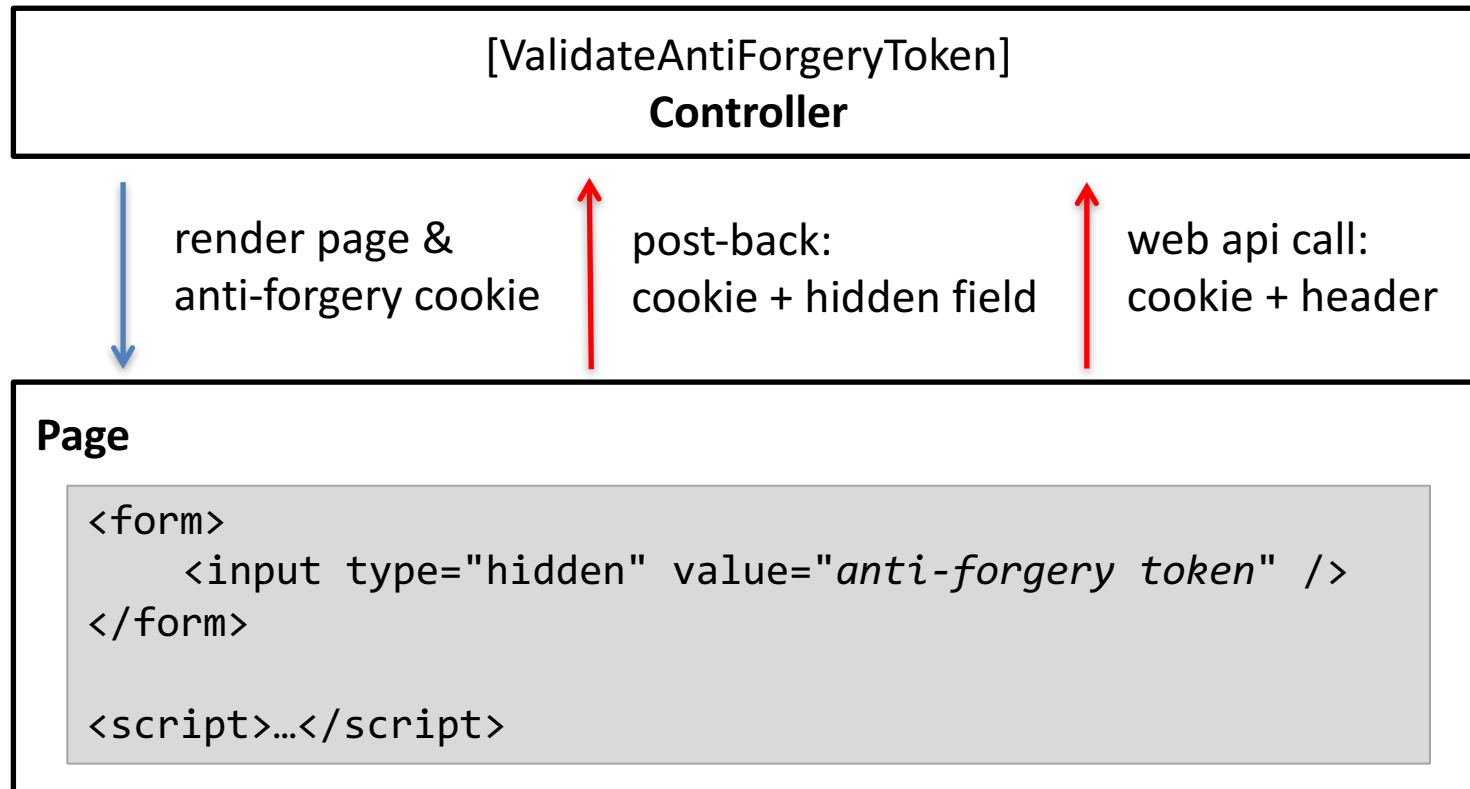 [ValidateAntiForgeryToken]
Controller
render page &
anti-forgery cookie
post-back:
cookie + hidden field
web api call:
cookie + header
Page
<form>
    <input type="hidden" value="anti-forgery token" />
</form>
<script>…</script>